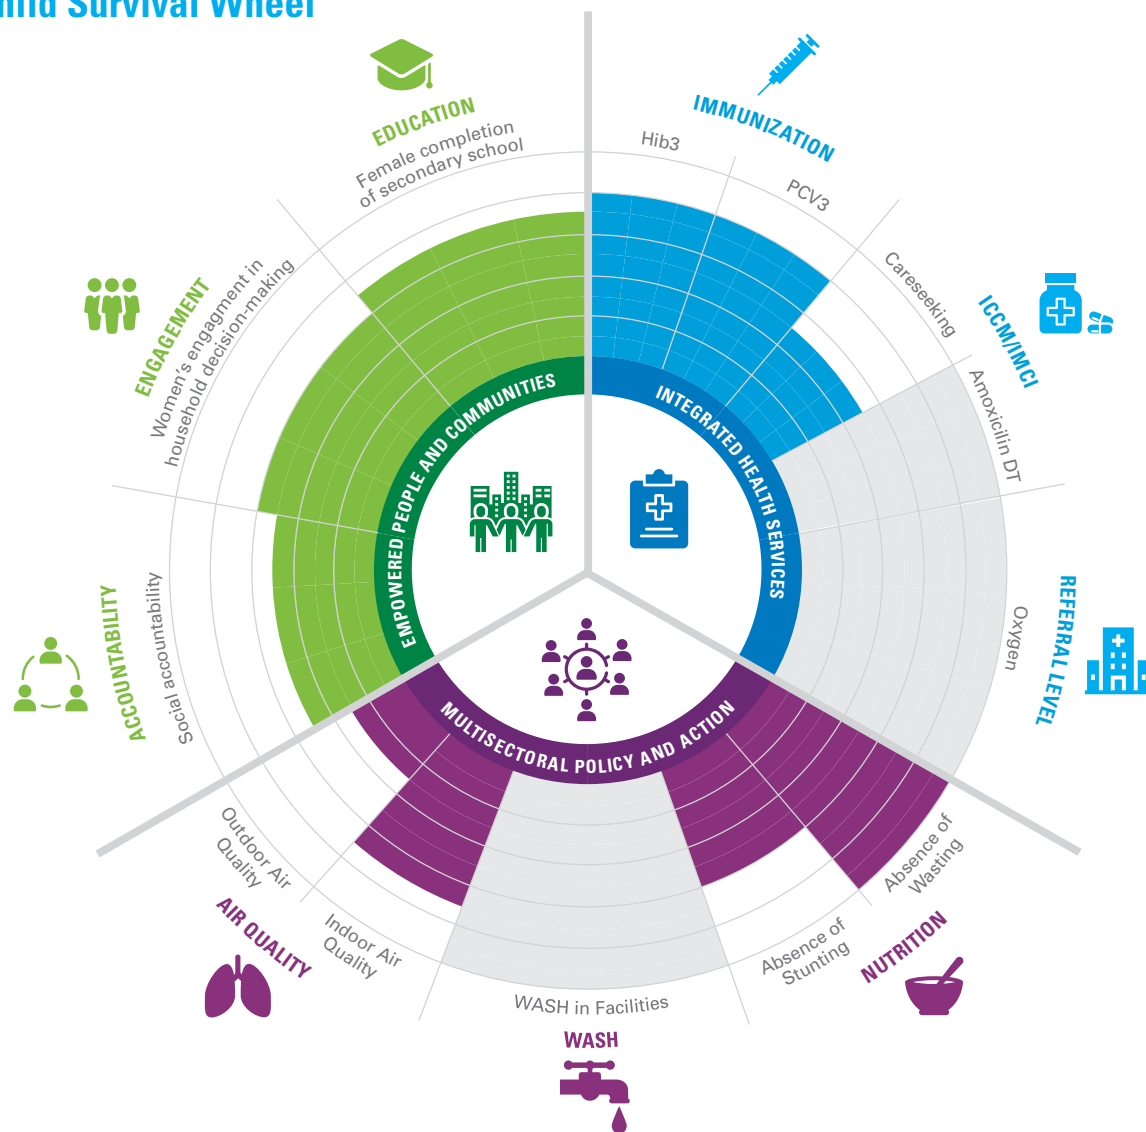 Survival Wheel
EDUCATION
Female completion
of secondary school
IMMUNIZATION
Hib3
PCV3
Careseeking
ICCM/IMCI
Amoxicilin DT
REFERRAL LEVEL
Oxygen
ENGAGEMENT
Women's engagment in
household decision-making
ACCOUNTABILITY
Social accountability
EMPOWERED PEOPLE AND COMMUNITIES
INTEGRATED HEALTH SERVICES
MULTISECTORAL POLICY AND ACTION
Outdoor Air
Quality
AIR QUALITY
Indoor Air
Quality
WASH in Facilities
WASH
Absence of
Stunting
Absence of
Wasting
NUTRITION